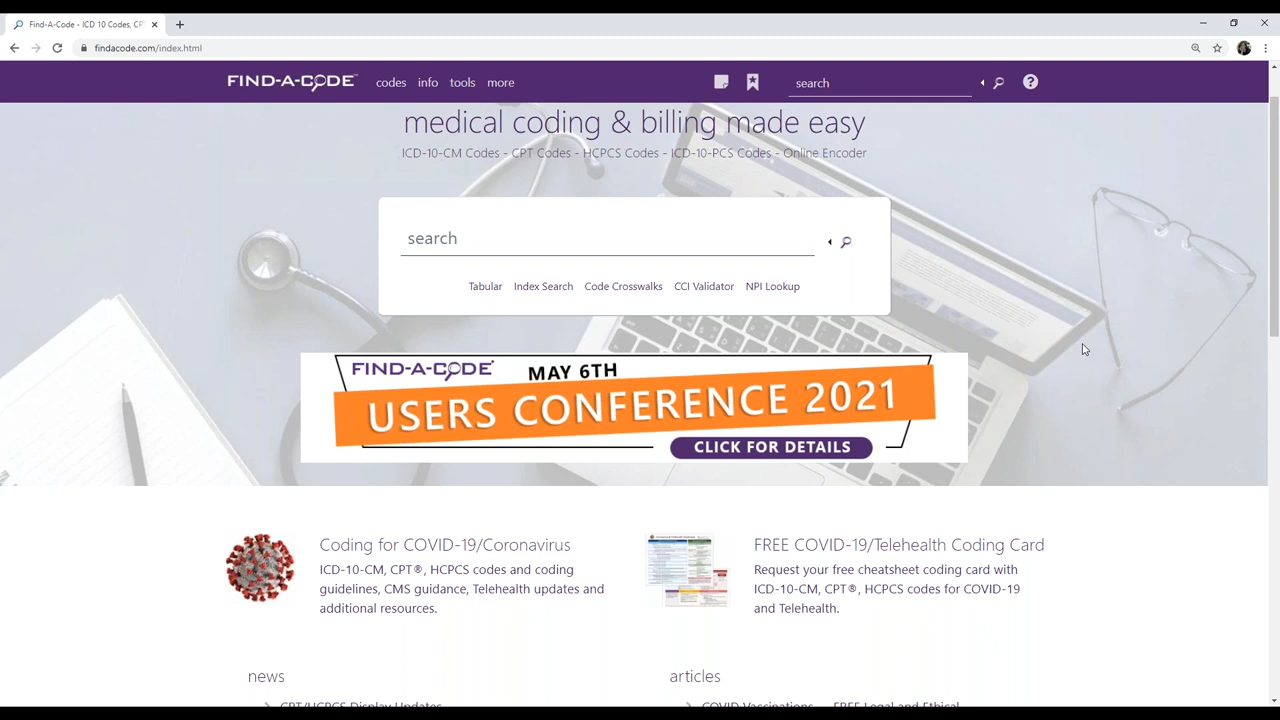 Find-A-Code - ICD 10 Codes, CP
findacode.com/index.html
FIND-A-CODE™ codes info tools more search
medical coding & billing made easy
ICD-10-CM Codes - CPT Codes - HCPCS Codes - ICD-10-PCS Codes - Online Encoder
search
Tabular Index Search Code Crosswalks CCI Validator NPI Lookup
FIND-A-CODE® MAY 6TH
USERS CONFERENCE 2021
CLICK FOR DETAILS
Coding for COVID-19/Coronavirus
ICD-10-CM, CPT®, HCPCS codes and coding
guidelines, CMS guidance, Telehealth updates and
additional resources.
FREE COVID-19/Telehealth Coding Card
Request your free cheatsheet coding card with
ICD-10-CM, CPT®, HCPCS codes for COVID-19
and Telehealth.
news
CPT/HCPCS Display Updates
articles
COVID Vaccinations — FREE Legal and Ethical